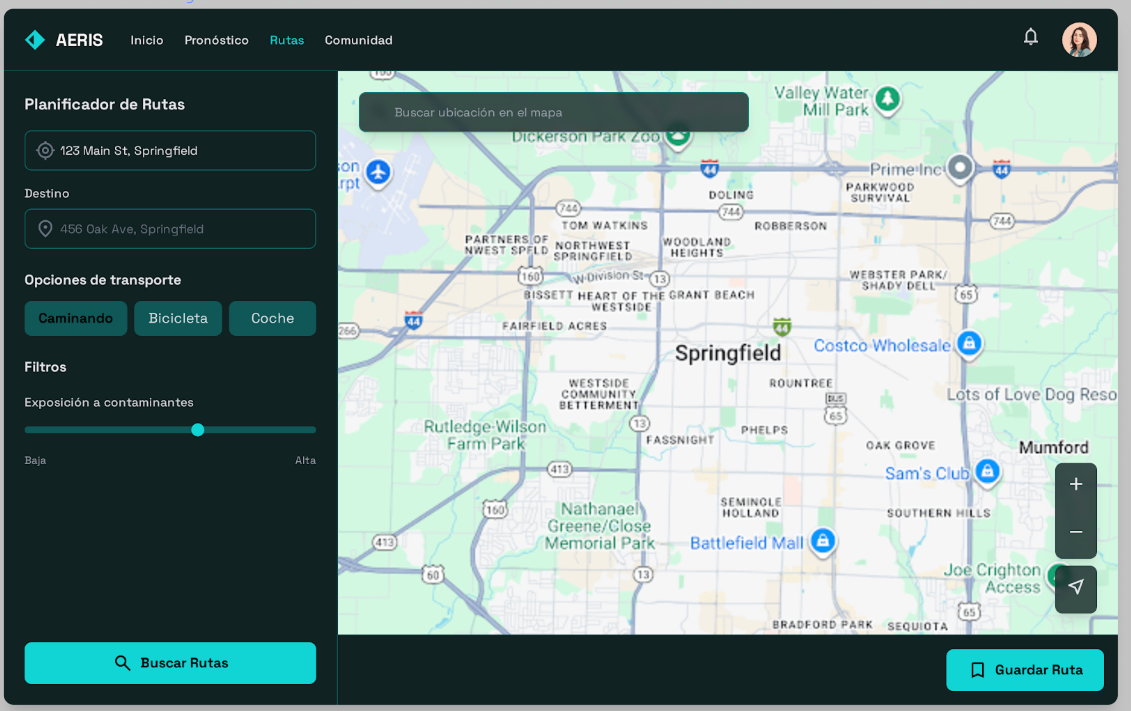 AERIS
Inicio
Pronóstico
Rutas
Comunidad
Planificador de Rutas
123 Main St, Springfield
Destino
456 Oak Ave, Springfield
Opciones de transporte
Caminando
Bicicleta
Coche
Filtros
Exposición a contaminantes
Baja
Alta
Buscar Rutas
Buscar ubicación en el mapa
160
Valley Water
Mill Park
Dickerson Park Zoo
44
Prime Inc
44
son
rpt
DOLING
PARKWOOD
SURVIVAL
744
744
744
TOM WATKINS
ROBBERSON
PARTNERS OF
NWEST SPFLD
NORTHWEST
SPRINGFIELD
WOODLAND
HEIGHTS
160
W-Division St
13
WEBSTER PARK/
SHADY DELL
65
BISSETT
HEART OF THE
WESTSIDE
GRANT BEACH
266
44
FAIRFIELD ACRES
44
Springfield
Costco Wholesale
WESTSIDE
COMMUNITY
BETTERMENT
ROUNTREE
BUS
65
Lots of Love Dog Reso
Rutledge-Wilson
Farm Park
13
FASSNIGHT
PHELPS
OAK GROVE
Mumford
413
Sam's Club
160
Nathanael
Greene/Close
Memorial Park
SEMINOLE
HOLLAND
SOUTHERN HILLS
413
Battlefield Mall
60
13
Joe Crighton
Access
65
BRADFORD PARK
SEQUIOTA
+
−
Guardar Ruta